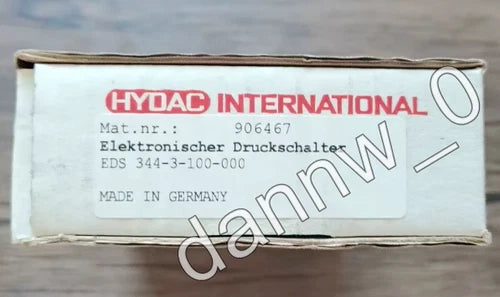 HYDAC INTERNATIONAL
Mat.nr.: 906467
Elektronischer Druckschalter
EDS 344-3-100-000
MADE IN GERMANY
dannw_0